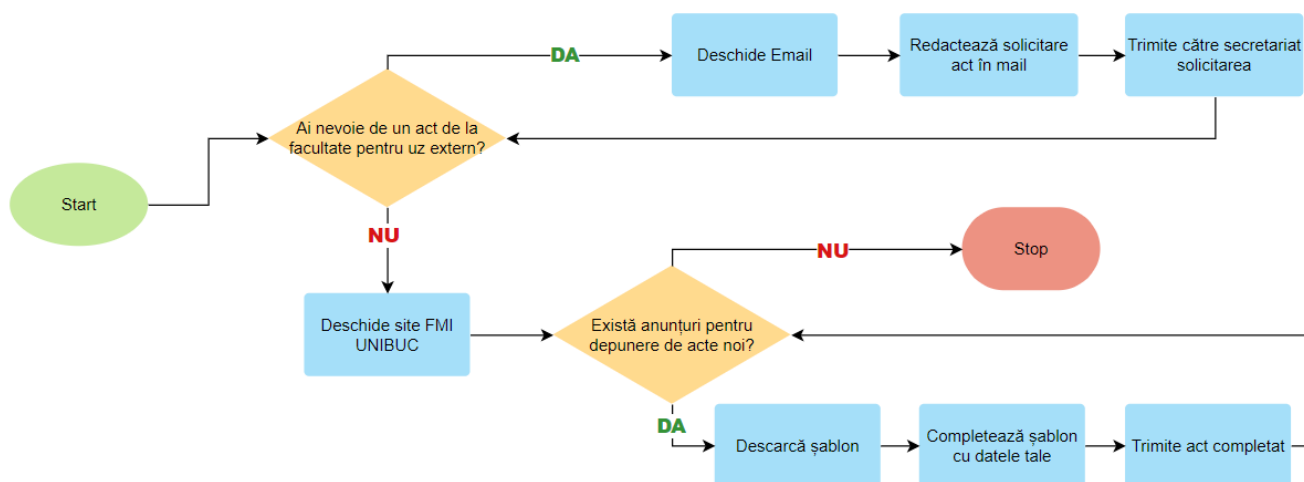 DA
Deschide Email
Redactează solicitare
act în mail
Trimite către secretariat
solicitarea
Ai nevoie de un act de la
facultate pentru uz extern?
Start
NU
Deschide site FMI
UNIBUC
Există anunțuri pentru
depunere de acte noi?
NU
Stop
DA
Descarcă șablon
Completează șablon
cu datele tale
Trimite act completat